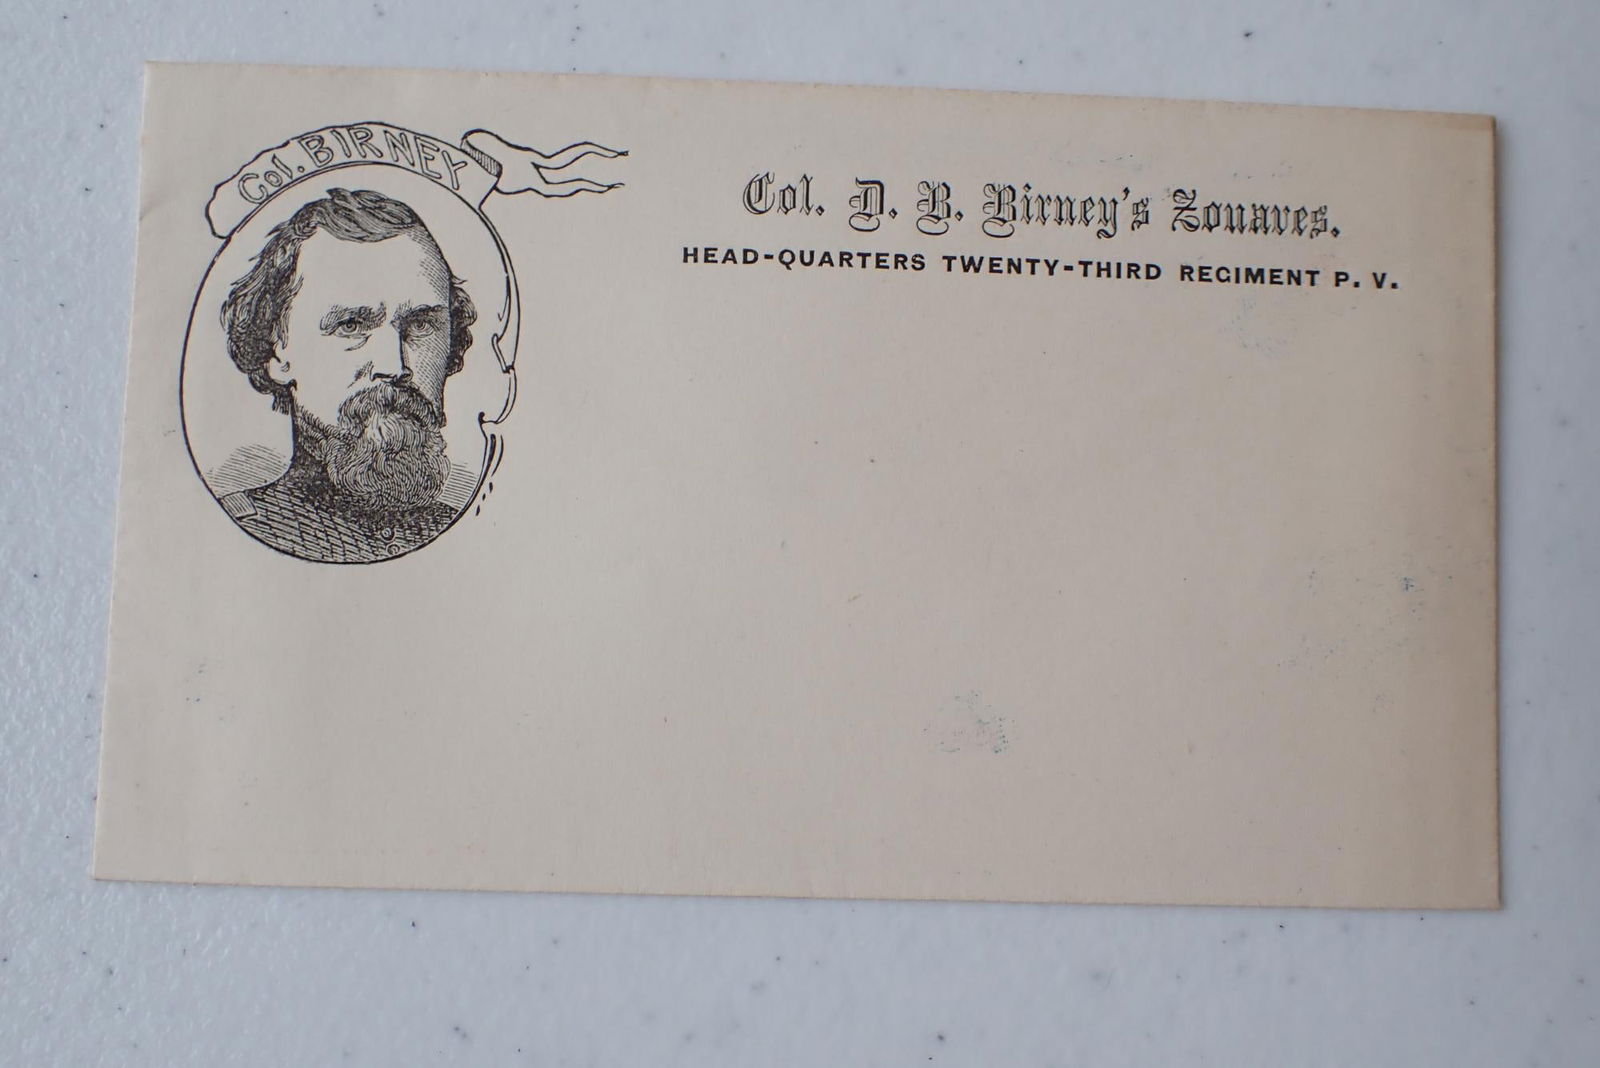 Col. BIRNEY
Col. D. B. Birney's Zouaves.
HEAD-QUARTERS TWENTY-THIRD REGIMENT P. V.